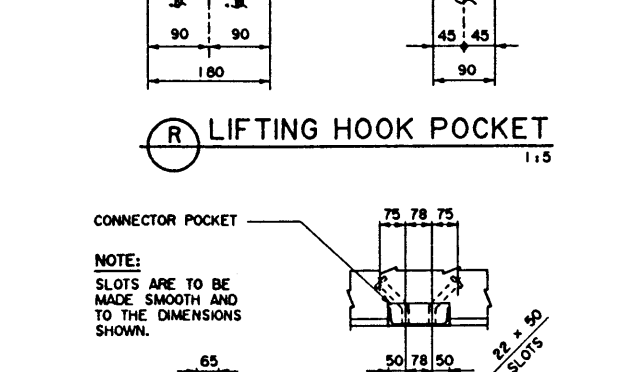 90 90
180
45 45
90
R LIFTING HOOK POCKET
1:5
75 78 75
CONNECTOR POCKET
NOTE:
SLOTS ARE TO BE
MADE SMOOTH AND
TO THE DIMENSIONS
SHOWN.
22 x 50
SLOTS
65
50 78 50